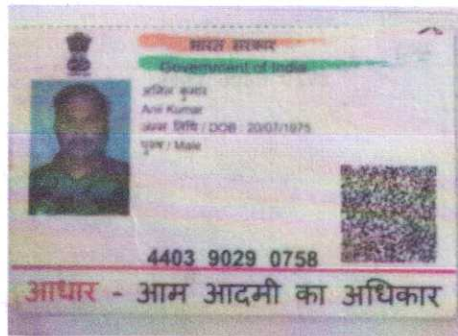 भारत सरकार
Government of India
अनिल कुमार
Anil Kumar
जन्म तिथि / DOB : 20/07/1975
पुरुष / Male
4403 9029 0758
आधार - आम आदमी का अधिकार